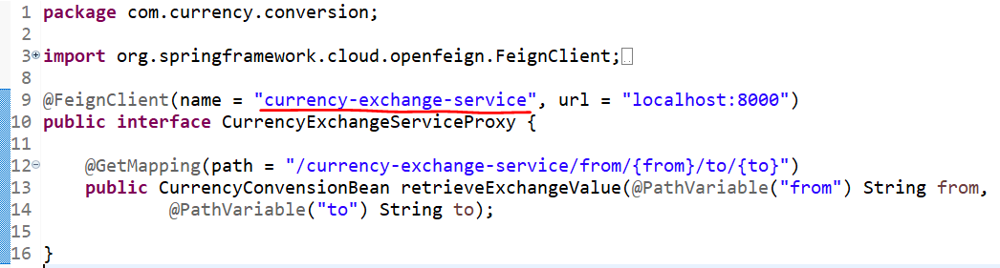 1 package com.currency.conversion;
2
3 import org.springframework.cloud.openfeign.FeignClient;
8
9 @FeignClient(name = "currency-exchange-service", url = "localhost:8000")
10 public interface CurrencyExchangeServiceProxy {
11
12 @GetMapping(path = "/currency-exchange-service/from/{from}/to/{to}")
13 public CurrencyConvensionBean retrieveExchangeValue(@PathVariable("from") String from,
14 @PathVariable("to") String to);
15
16 }